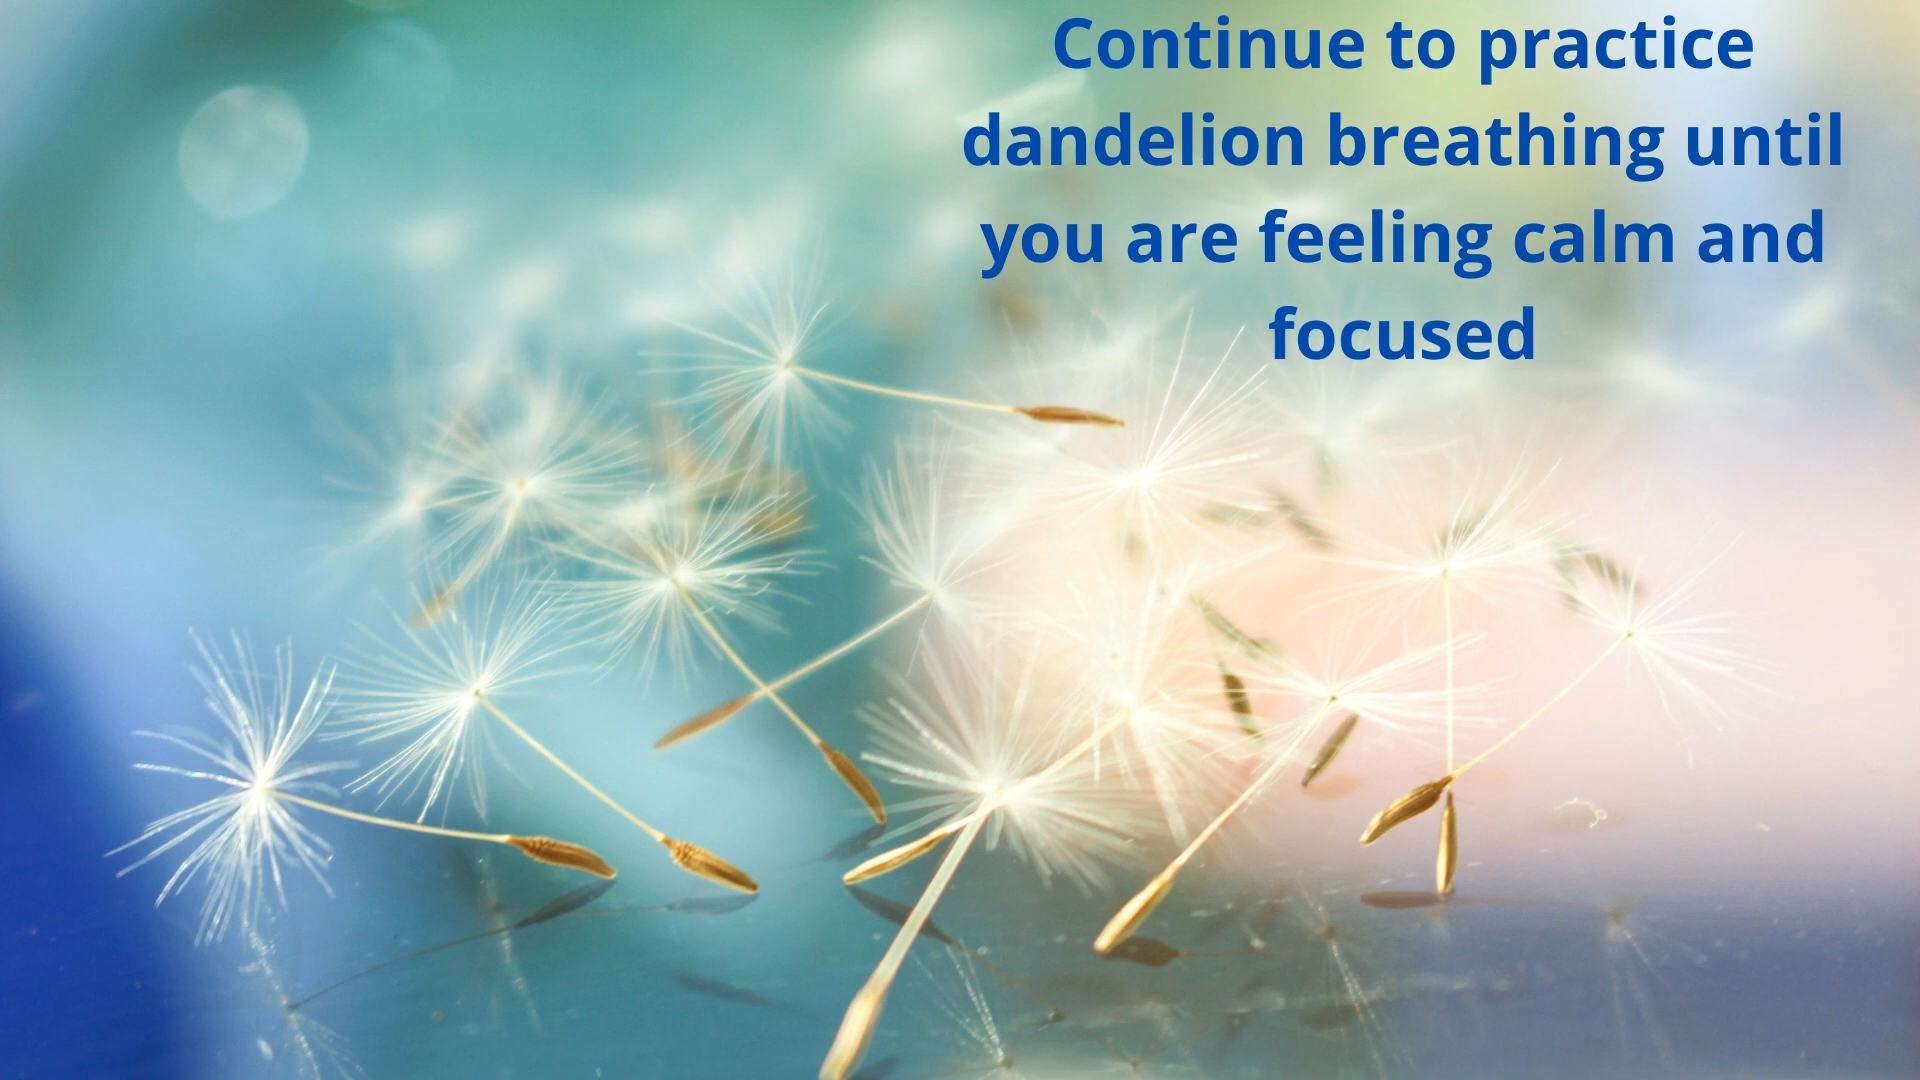 Continue to practice
dandelion breathing until
you are feeling calm and
focused